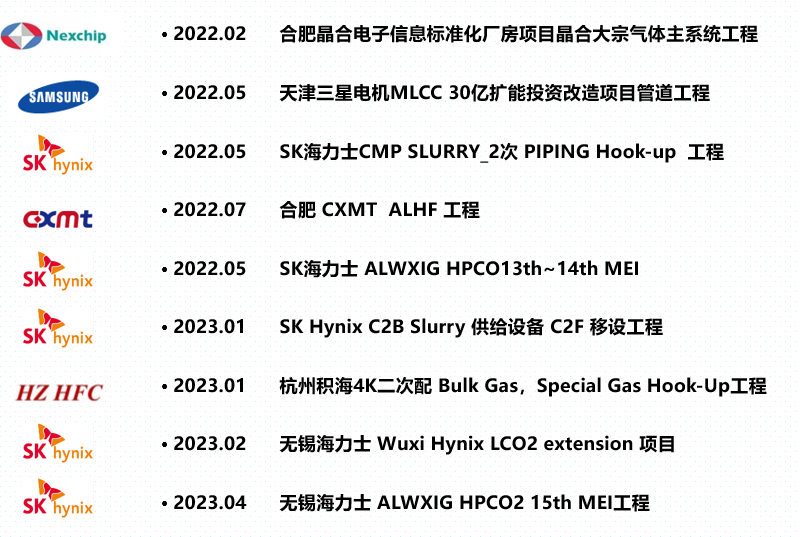 Nexchip • 2022.02 合肥晶合电子信息标准化厂房项目晶合大宗气体主系统工程
SAMSUNG • 2022.05 天津三星电机MLCC 30亿扩能投资改造项目管道工程
SK hynix • 2022.05 SK海力士CMP SLURRY_2次 PIPING Hook-up 工程
CXMT • 2022.07 合肥 CXMT ALHF 工程
SK hynix • 2022.05 SK海力士 ALWXIG HPCO13th~14th MEI
SK hynix • 2023.01 SK Hynix C2B Slurry 供给设备 C2F 移设工程
HZ HFC • 2023.01 杭州积海4K二次配 Bulk Gas，Special Gas Hook-Up工程
SK hynix • 2023.02 无锡海力士 Wuxi Hynix LCO2 extension 项目
SK hynix • 2023.04 无锡海力士 ALWXIG HPCO2 15th MEI工程